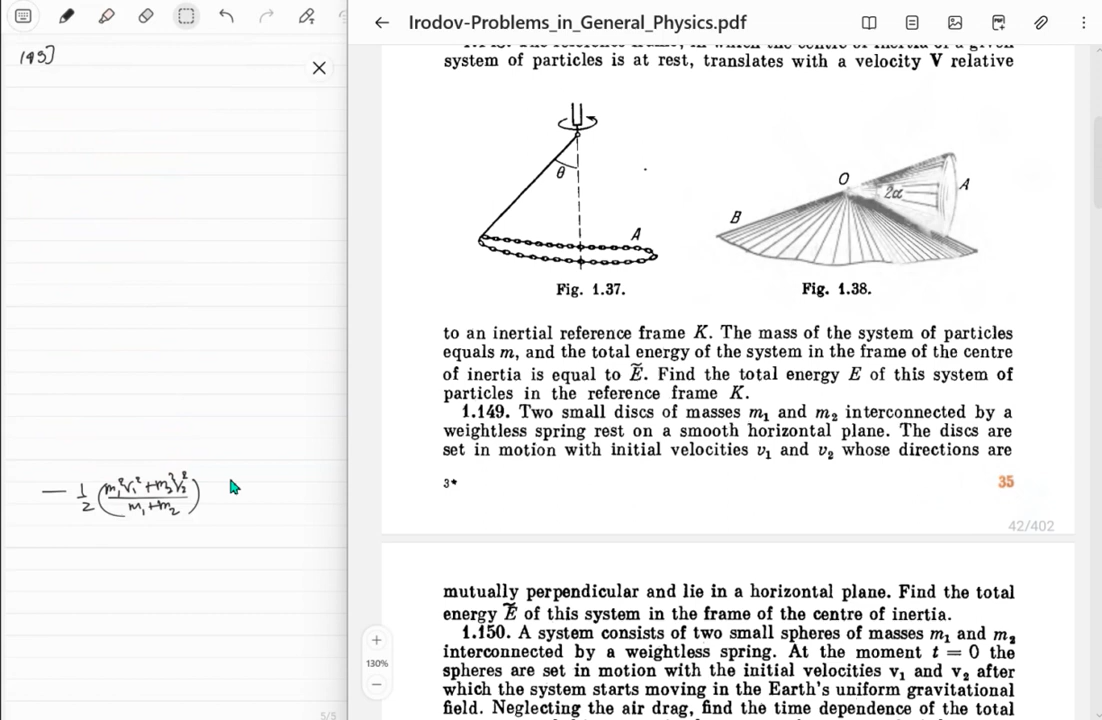 Irodov-Problems_in_General_Physics.pdf
149]
system of particles is at rest, translates with a velocity V relative
θ
A
O
2α
A
B
Fig. 1.37.
Fig. 1.38.
to an inertial reference frame K. The mass of the system of particles
equals m, and the total energy of the system in the frame of the centre
of inertia is equal to Ẽ. Find the total energy E of this system of
particles in the reference frame K.
1.149. Two small discs of masses m₁ and m₂ interconnected by a
weightless spring rest on a smooth horizontal plane. The discs are
set in motion with initial velocities v₁ and v₂ whose directions are
3*
35
42/402
— 1/2 (m₁²v₁² + m₂²v₂² / m₁+m₂)
mutually perpendicular and lie in a horizontal plane. Find the total
energy Ẽ of this system in the frame of the centre of inertia.
1.150. A system consists of two small spheres of masses m₁ and m₂
interconnected by a weightless spring. At the moment t = 0 the
spheres are set in motion with the initial velocities v₁ and v₂ after
which the system starts moving in the Earth's uniform gravitational
field. Neglecting the air drag, find the time dependence of the total
+
130%
−
5/5